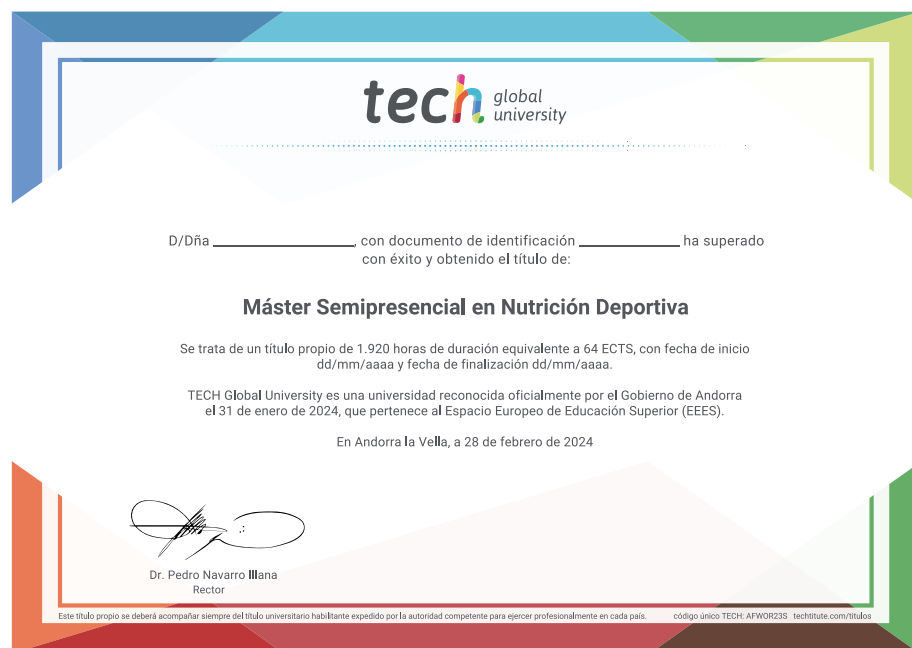 tech global university
D/Dña ______________, con documento de identificación __________ ha superado
con éxito y obtenido el título de:
Máster Semipresencial en Nutrición Deportiva
Se trata de un título propio de 1.920 horas de duración equivalente a 64 ECTS, con fecha de inicio
dd/mm/aaaa y fecha de finalización dd/mm/aaaa.
TECH Global University es una universidad reconocida oficialmente por el Gobierno de Andorra
el 31 de enero de 2024, que pertenece al Espacio Europeo de Educación Superior (EEES).
En Andorra la Vella, a 28 de febrero de 2024
Dr. Pedro Navarro Illana
Rector
Este título propio se deberá acompañar siempre del título universitario habilitante expedido por la autoridad competente para ejercer profesionalmente en cada país. código único TECH: AFWOR23S techtitute.com/titulos